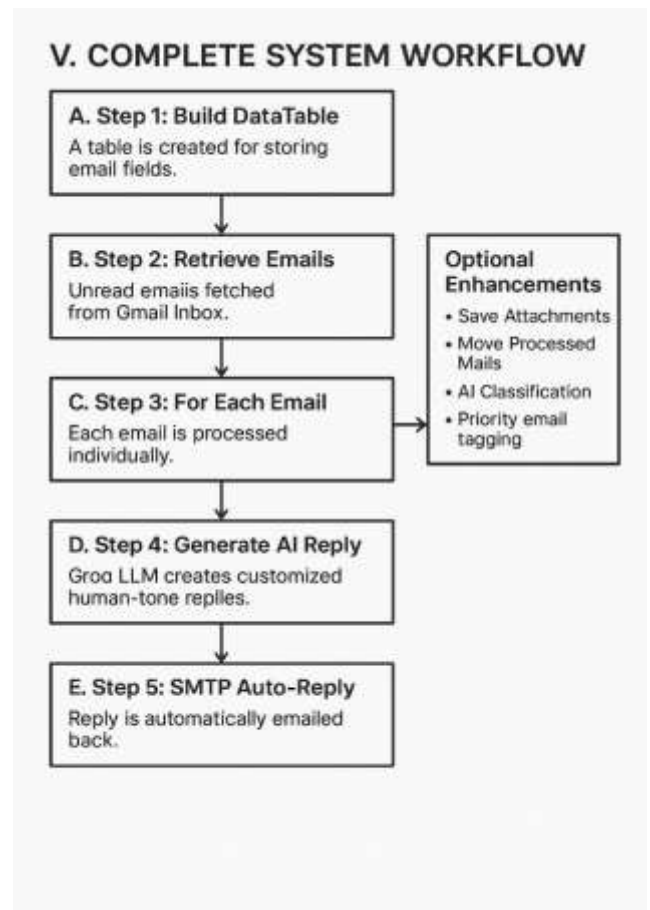 V. COMPLETE SYSTEM WORKFLOW
A. Step 1: Build DataTable
A table is created for storing
email fields.
B. Step 2: Retrieve Emails
Unread emaiis fetched
from Gmail Inbox.
C. Step 3: For Each Email
Each email is processed
individually.
Optional
Enhancements
• Save Attachments
• Move Processed
Mails
• AI Classification
• Priority email
tagging
D. Step 4: Generate AI Reply
Groq LLM creates customized
human-tone replies.
E. Step 5: SMTP Auto-Reply
Reply is automatically emailed
back.